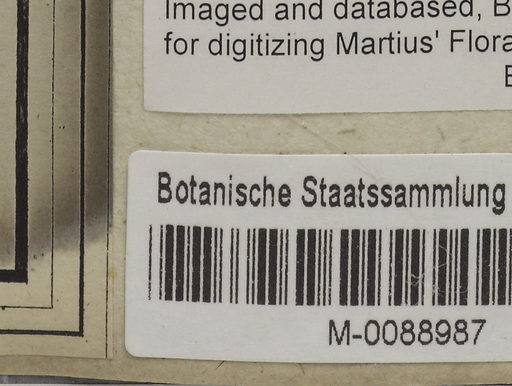 Imaged and databased, B
for digitizing Martius' Flora
Botanische Staatssammlung
M-0088987